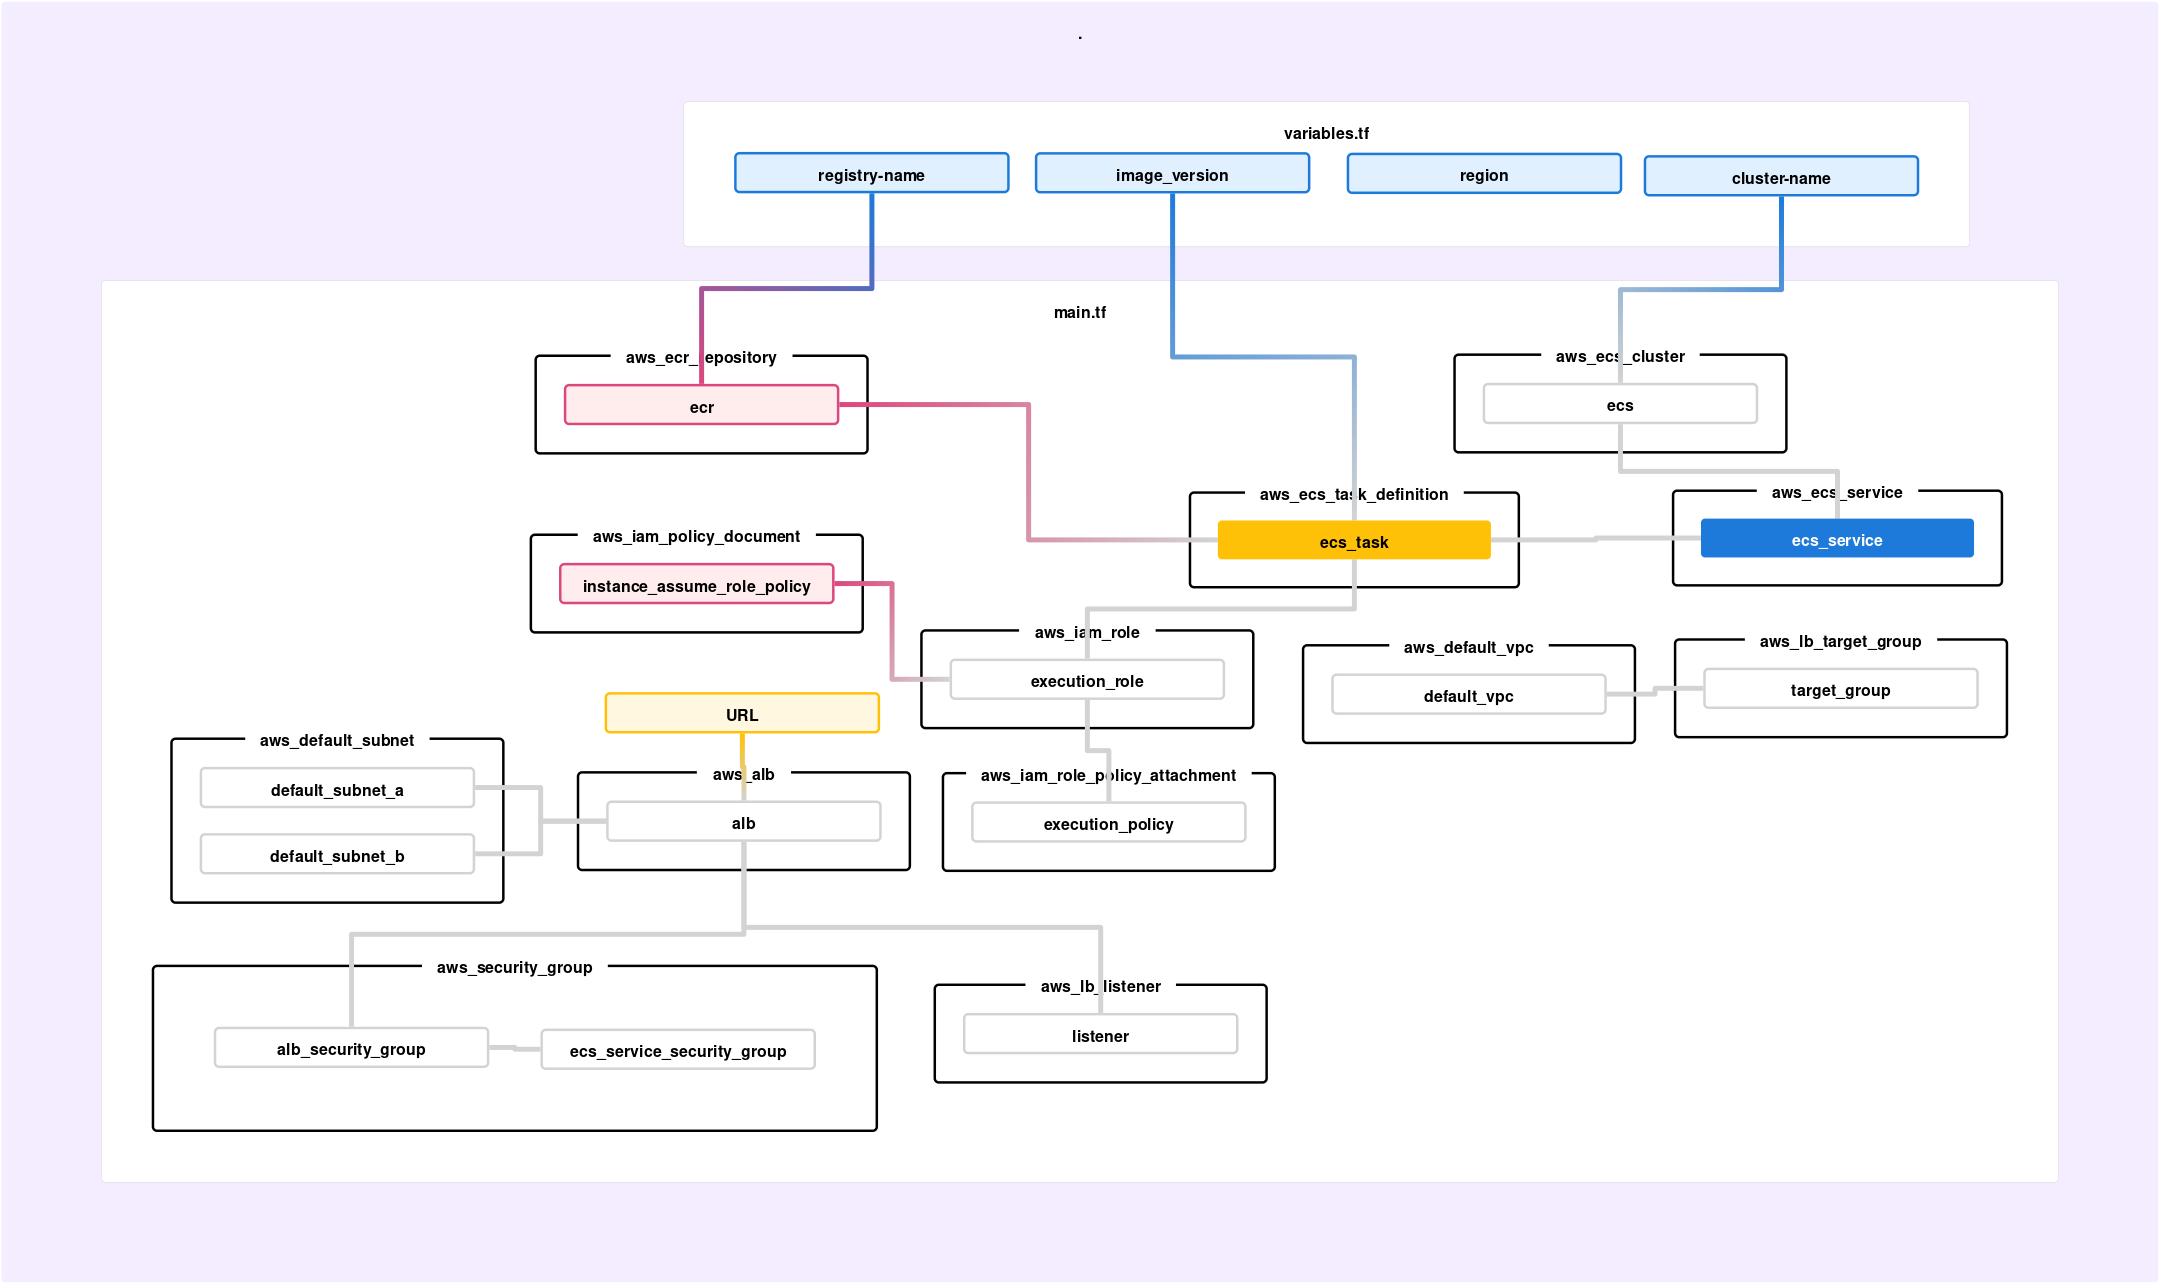 .
variables.tf
registry-name
image_version
region
cluster-name
main.tf
aws_ecr_repository
ecr
aws_ecs_cluster
ecs
aws_ecs_task_definition
ecs_task
aws_ecs_service
ecs_service
aws_iam_policy_document
instance_assume_role_policy
aws_iam_role
execution_role
aws_default_vpc
default_vpc
aws_lb_target_group
target_group
URL
aws_default_subnet
default_subnet_a
default_subnet_b
aws_alb
alb
aws_iam_role_policy_attachment
execution_policy
aws_security_group
alb_security_group
ecs_service_security_group
aws_lb_listener
listener